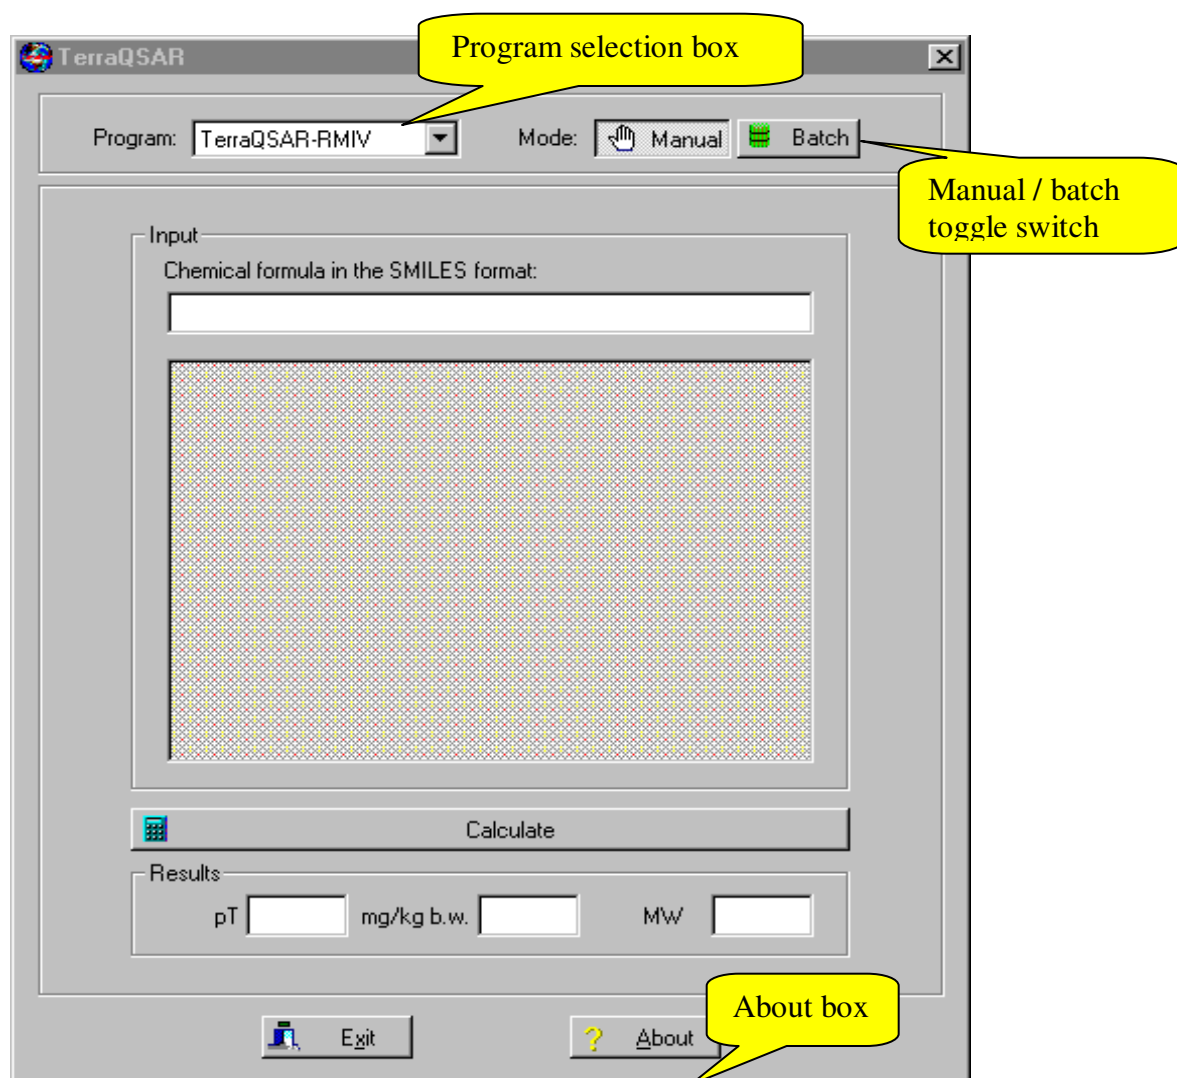 Program selection box
TerraQSAR
Program: TerraQSAR-RMIV Mode: Manual Batch
Manual / batch
toggle switch
Input
Chemical formula in the SMILES format:
Calculate
Results
pT mg/kg b.w. MW
About box
Exit ? About